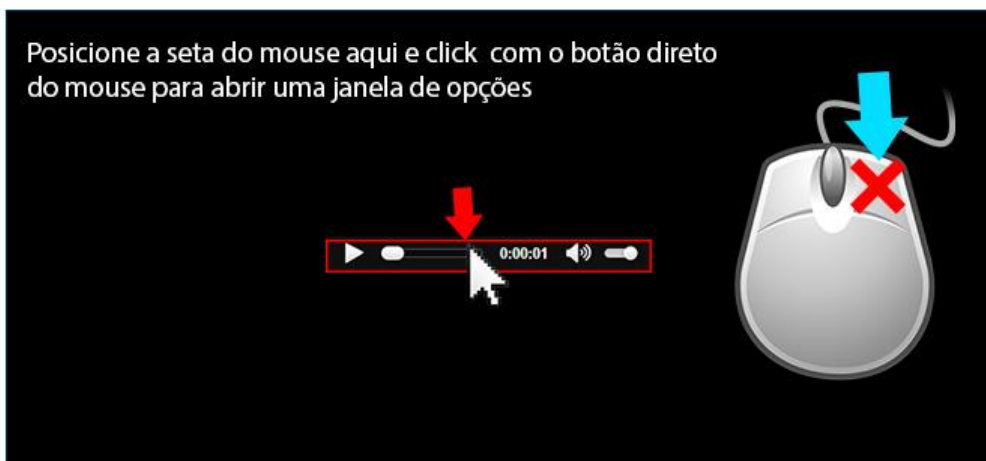 Posicione a seta do mouse aqui e click com o botão direto
do mouse para abrir uma janela de opções
0:00:01